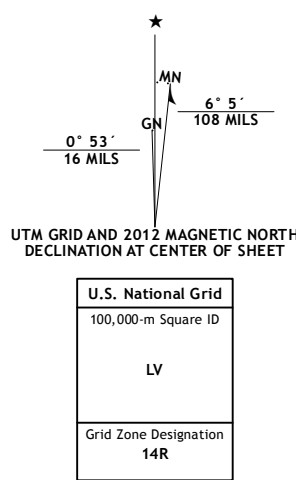 MN
GN
6° 5´
108 MILS
0° 53´
16 MILS
UTM GRID AND 2012 MAGNETIC NORTH
DECLINATION AT CENTER OF SHEET
U.S. National Grid
100,000-m Square ID
LV
Grid Zone Designation
14R